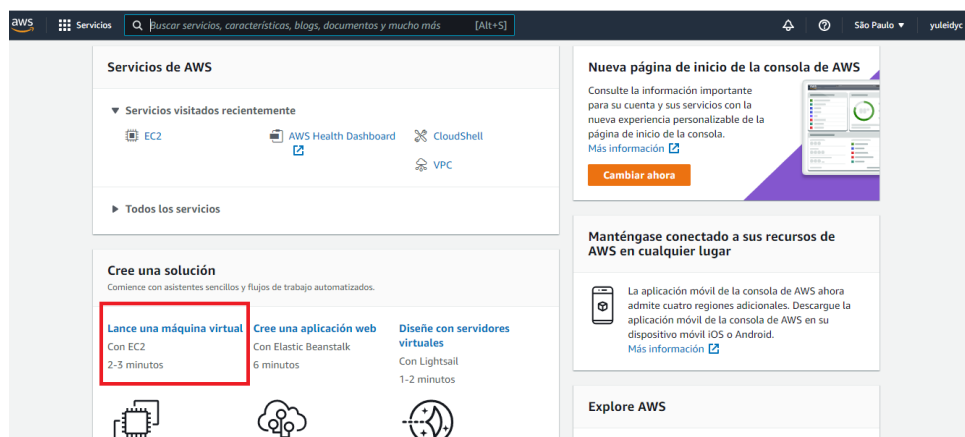 aws Servicios Buscar servicios, características, blogs, documentos y mucho más [Alt+S] São Paulo ▼ yuleidyc
Servicios de AWS
▼ Servicios visitados recientemente
EC2
AWS Health Dashboard
CloudShell
VPC
▶ Todos los servicios
Cree una solución
Comience con asistentes sencillos y flujos de trabajo automatizados.
Lance una máquina virtual
Con EC2
2-3 minutos
Cree una aplicación web
Con Elastic Beanstalk
6 minutos
Diseñe con servidores
virtuales
Con Lightsail
1-2 minutos
Nueva página de inicio de la consola de AWS
Consulte la información importante
para su cuenta y sus servicios con la
nueva experiencia personalizable de la
página de inicio de la consola.
Más información
Cambiar ahora
Manténgase conectado a sus recursos de
AWS en cualquier lugar
La aplicación móvil de la consola de AWS ahora
admite cuatro regiones adicionales. Descargue la
aplicación móvil de la consola de AWS en su
dispositivo móvil iOS o Android.
Más información
Explore AWS